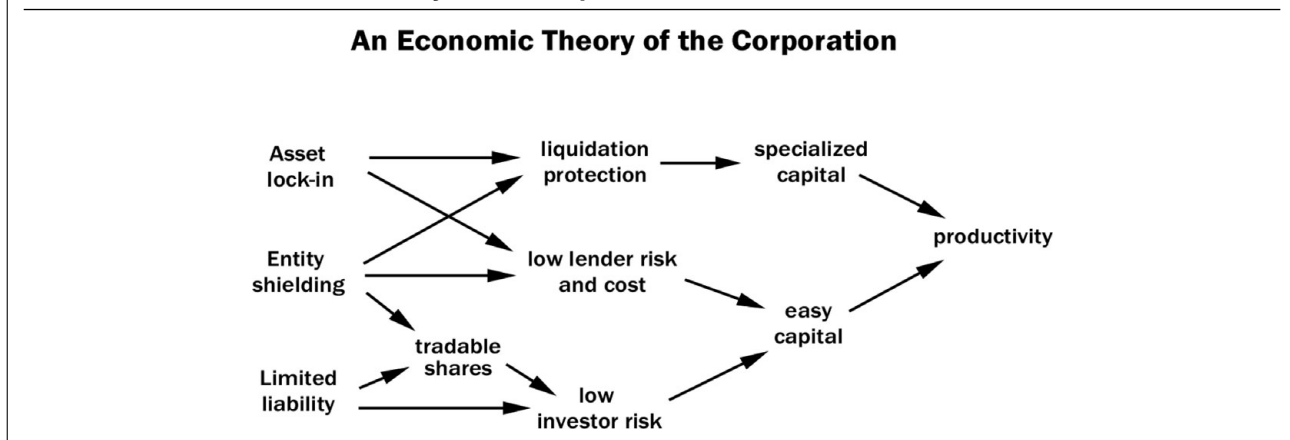 An Economic Theory of the Corporation
Asset
lock-in
liquidation
protection
specialized
capital
productivity
Entity
shielding
low lender risk
and cost
easy
capital
tradable
shares
Limited
liability
low
investor risk